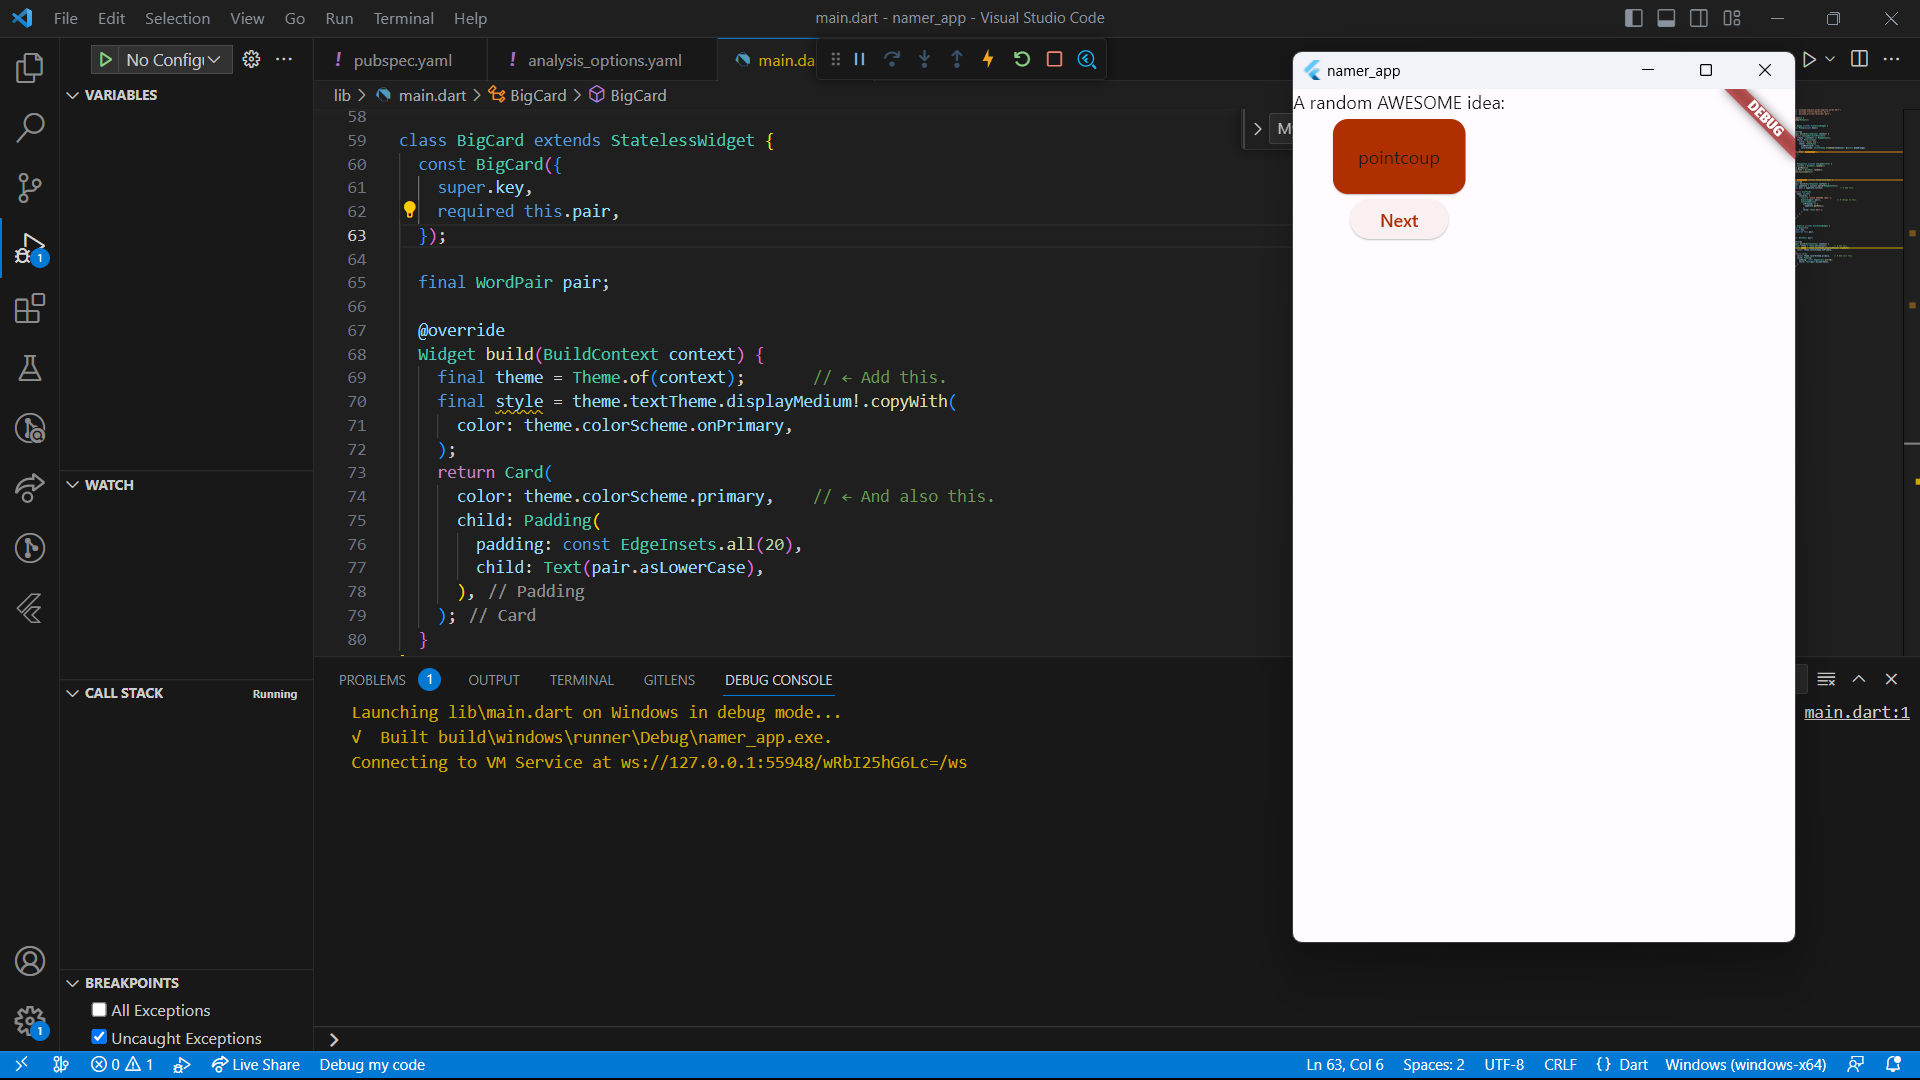 File Edit Selection View Go Run Terminal Help
main.dart - namer_app - Visual Studio Code
No Config
pubspec.yaml
analysis_options.yaml
main.da
lib > main.dart > BigCard > BigCard
VARIABLES
WATCH
CALL STACK Running
BREAKPOINTS
All Exceptions
Uncaught Exceptions
58
59 class BigCard extends StatelessWidget {
60 const BigCard({
61 super.key,
62 required this.pair,
63 });
64
65 final WordPair pair;
66
67 @override
68 Widget build(BuildContext context) {
69 final theme = Theme.of(context); // ← Add this.
70 final style = theme.textTheme.displayMedium!.copyWith(
71 color: theme.colorScheme.onPrimary,
72 );
73 return Card(
74 color: theme.colorScheme.primary, // ← And also this.
75 child: Padding(
76 padding: const EdgeInsets.all(20),
77 child: Text(pair.asLowerCase),
78 ), // Padding
79 ); // Card
80 }
namer_app
A random AWESOME idea:
DEBUG
pointcoup
Next
PROBLEMS 1 OUTPUT TERMINAL GITLENS DEBUG CONSOLE
Launching lib\main.dart on Windows in debug mode...
√ Built build\windows\runner\Debug\namer_app.exe.
Connecting to VM Service at ws://127.0.0.1:55948/wRbI25hG6Lc=/ws
main.dart:1
1
1
0 1 Live Share Debug my code
Ln 63, Col 6 Spaces: 2 UTF-8 CRLF {} Dart Windows (windows-x64)